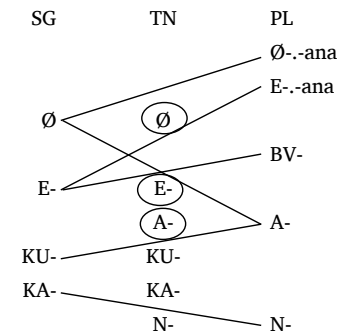 SG TN PL
Ø-.-ana
E-.-ana
Ø Ø
BV-
E- E-
A- A-
KU- KU-
KA- KA-
N- N-